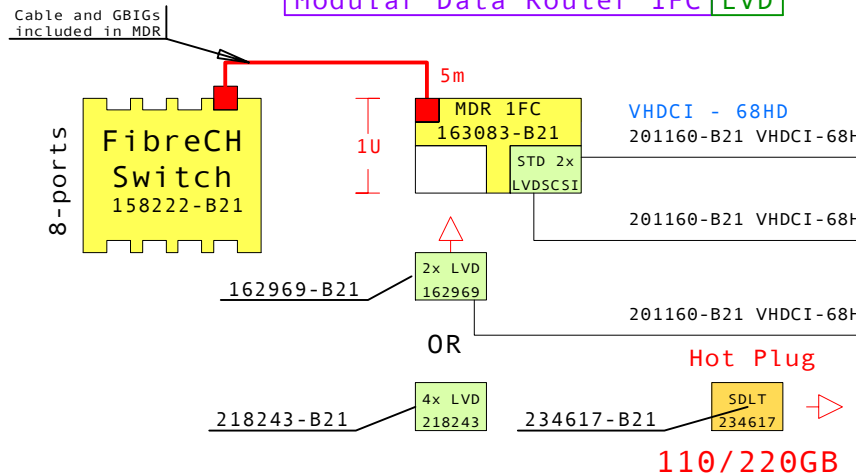 Modular Data Router 1FC LVD
Cable and GBIGs
included in MDR
5m
8-ports
FibreCH
Switch
158222-B21
1U
MDR 1FC
163083-B21
STD 2x
LVDSCSI
VHDCI - 68HD
201160-B21 VHDCI-68H
201160-B21 VHDCI-68H
2x LVD
162969
162969-B21
201160-B21 VHDCI-68H
OR
Hot Plug
4x LVD
218243
218243-B21
234617-B21
SDLT
234617
110/220GB